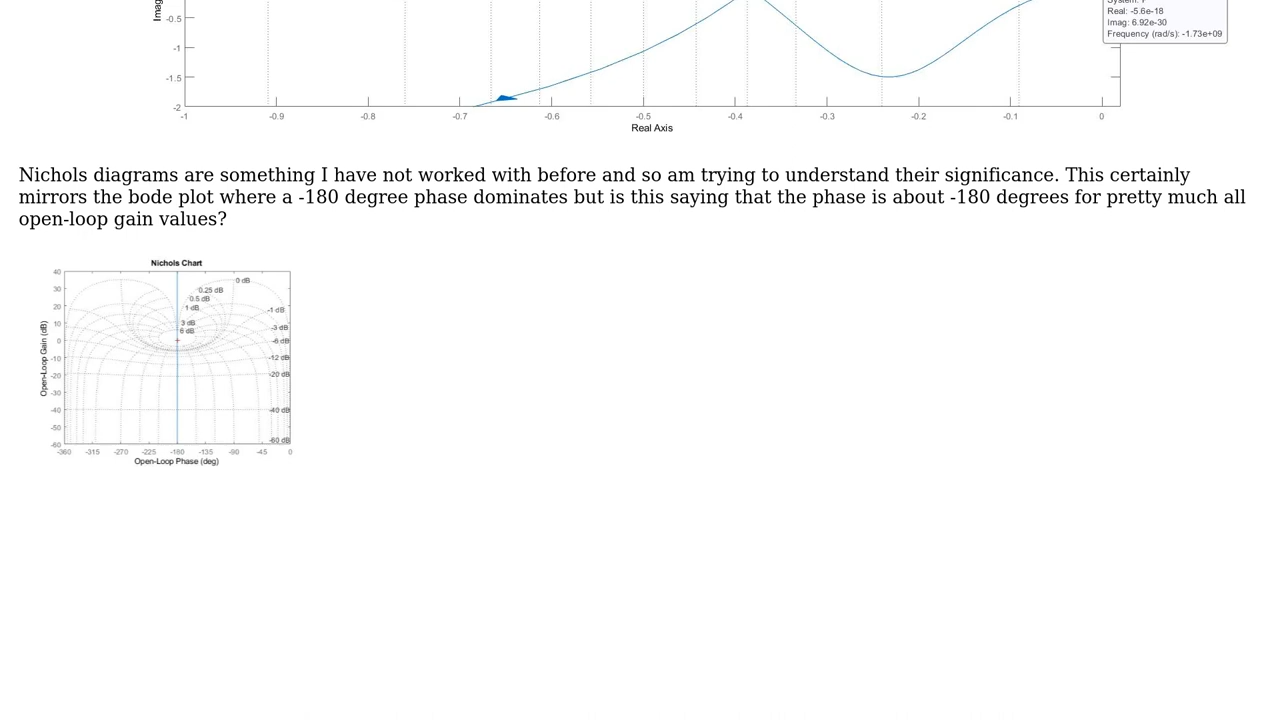 System: F
Real: -5.6e-18
Imag: 6.92e-30
Frequency (rad/s): -1.73e+09
Imag
-0.5
-1
-1.5
-2
-1 -0.9 -0.8 -0.7 -0.6 -0.5 -0.4 -0.3 -0.2 -0.1 0
Real Axis
Nichols diagrams are something I have not worked with before and so am trying to understand their significance. This certainly
mirrors the bode plot where a -180 degree phase dominates but is this saying that the phase is about -180 degrees for pretty much all
open-loop gain values?
Nichols Chart
Open-Loop Gain (dB)
40
30
20
10
0
-10
-20
-30
-40
-50
-60
0 dB
0.25 dB
0.5 dB
1 dB
-1 dB
3 dB
-3 dB
6 dB
-6 dB
-12 dB
-20 dB
-40 dB
-60 dB
-360 -315 -270 -225 -180 -135 -90 -45 0
Open-Loop Phase (deg)